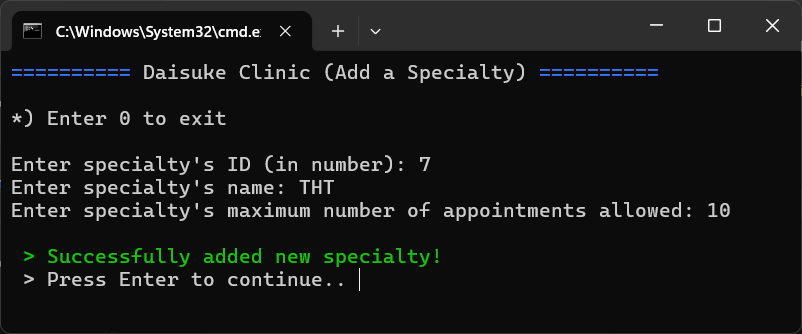 C:\Windows\System32\cmd.e
========== Daisuke Clinic (Add a Specialty) ==========
*) Enter 0 to exit
Enter specialty's ID (in number): 7
Enter specialty's name: THT
Enter specialty's maximum number of appointments allowed: 10
> Successfully added new specialty!
> Press Enter to continue..